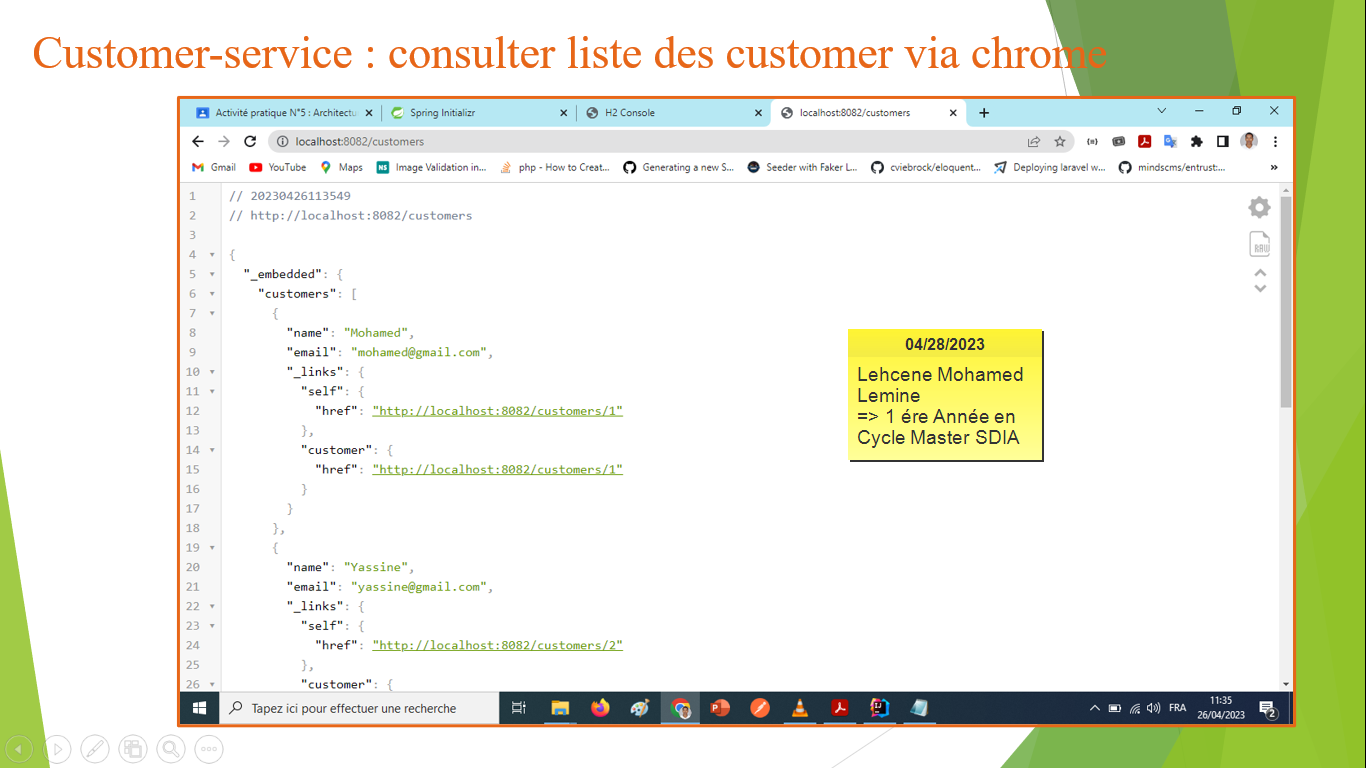 Customer-service : consulter liste des customer via chrome
Activité pratique N°5 : Architectu
Spring Initializr
H2 Console
localhost:8082/customers
localhost:8082/customers
Gmail
YouTube
Maps
NS
Image Validation in...
php - How to Creat...
Generating a new S...
Seeder with Faker L...
cviebrock/eloquent...
Deploying laravel w...
mindscms/entrust:...
»
1 // 20230426113549
2 // http://localhost:8082/customers
3
4 {
5 "_embedded": {
6 "customers": [
7 {
8 "name": "Mohamed",
9 "email": "mohamed@gmail.com",
10 "_links": {
11 "self": {
12 "href": "http://localhost:8082/customers/1"
13 },
14 "customer": {
15 "href": "http://localhost:8082/customers/1"
16 }
17 }
18 },
19 {
20 "name": "Yassine",
21 "email": "yassine@gmail.com",
22 "_links": {
23 "self": {
24 "href": "http://localhost:8082/customers/2"
25 },
26 "customer": {
RAW
04/28/2023
Lehcene Mohamed
Lemine
=> 1 ére Année en
Cycle Master SDIA
Tapez ici pour effectuer une recherche
FRA
11:35
26/04/2023
2